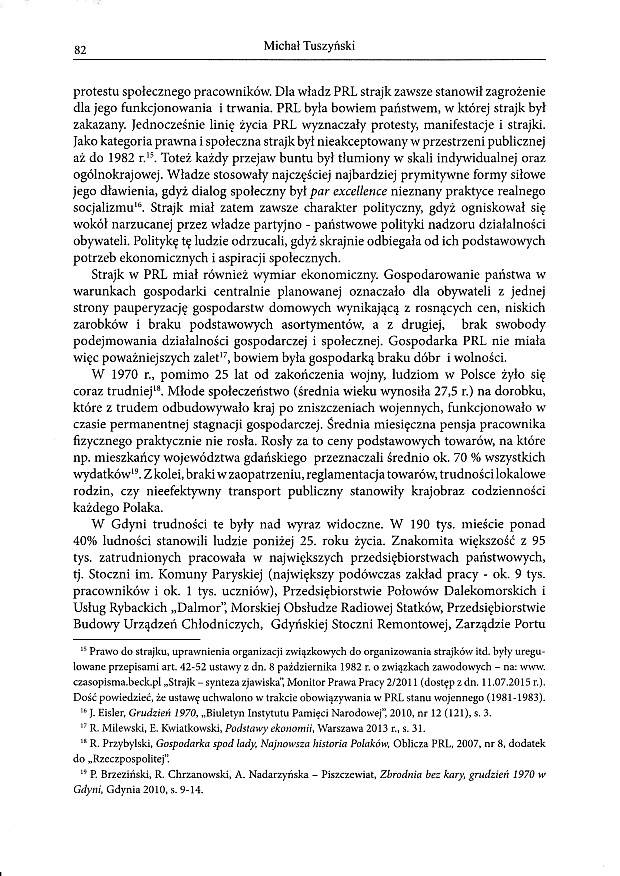 82
Michał Tuszyński
protestu społecznego pracowników. Dla władz PRL strajk zawsze stanowił zagrożenie
dla jego funkcjonowania i trwania. PRL była bowiem państwem, w której strajk był
zakazany. Jednocześnie linię życia PRL wyznaczały protesty, manifestacje i strajki.
Jako kategoria prawna i społeczna strajk był nieakceptowany w przestrzeni publicznej
aż do 1982 r.¹⁵. Toteż każdy przejaw buntu był tłumiony w skali indywidualnej oraz
ogólnokrajowej. Władze stosowały najczęściej najbardziej prymitywne formy siłowe
jego dławienia, gdyż dialog społeczny był par excellence nieznany praktyce realnego
socjalizmu¹⁶. Strajk miał zatem zawsze charakter polityczny, gdyż ogniskował się
wokół narzucanej przez władze partyjno - państwowe polityki nadzoru działalności
obywateli. Politykę tę ludzie odrzucali, gdyż skrajnie odbiegała od ich podstawowych
potrzeb ekonomicznych i aspiracji społecznych.
Strajk w PRL miał również wymiar ekonomiczny. Gospodarowanie państwa w
warunkach gospodarki centralnie planowanej oznaczało dla obywateli z jednej
strony pauperyzację gospodarstw domowych wynikającą z rosnących cen, niskich
zarobków i braku podstawowych asortymentów, a z drugiej, brak swobody
podejmowania działalności gospodarczej i społecznej. Gospodarka PRL nie miała
więc poważniejszych zalet¹⁷, bowiem była gospodarką braku dóbr i wolności.
W 1970 r., pomimo 25 lat od zakończenia wojny, ludziom w Polsce żyło się
coraz trudniej¹⁸. Młode społeczeństwo (średnia wieku wynosiła 27,5 r.) na dorobku,
które z trudem odbudowywało kraj po zniszczeniach wojennych, funkcjonowało w
czasie permanentnej stagnacji gospodarczej. Średnia miesięczna pensja pracownika
fizycznego praktycznie nie rosła. Rosły za to ceny podstawowych towarów, na które
np. mieszkańcy województwa gdańskiego przeznaczali średnio ok. 70 % wszystkich
wydatków¹⁹. Z kolei, braki w zaopatrzeniu, reglamentacja towarów, trudności lokalowe
rodzin, czy nieefektywny transport publiczny stanowiły krajobraz codzienności
każdego Polaka.
W Gdyni trudności te były nad wyraz widoczne. W 190 tys. mieście ponad
40% ludności stanowili ludzie poniżej 25. roku życia. Znakomita większość z 95
tys. zatrudnionych pracowała w największych przedsiębiorstwach państwowych,
tj. Stoczni im. Komuny Paryskiej (największy podówczas zakład pracy - ok. 9 tys.
pracowników i ok. 1 tys. uczniów), Przedsiębiorstwie Połowów Dalekomorskich i
Usług Rybackich „Dalmor”, Morskiej Obsłudze Radiowej Statków, Przedsiębiorstwie
Budowy Urządzeń Chłodniczych, Gdyńskiej Stoczni Remontowej, Zarządzie Portu
¹⁵ Prawo do strajku, uprawnienia organizacji związkowych do organizowania strajków itd. były uregu-
lowane przepisami art. 42-52 ustawy z dn. 8 października 1982 r. o związkach zawodowych – na: www.
czasopisma.beck.pl „Strajk – synteza zjawiska”, Monitor Prawa Pracy 2/2011 (dostęp z dn. 11.07.2015 r.).
Dość powiedzieć, że ustawę uchwalono w trakcie obowiązywania w PRL stanu wojennego (1981-1983).
¹⁶ J. Eisler, Grudzień 1970, „Biuletyn Instytutu Pamięci Narodowej”, 2010, nr 12 (121), s. 3.
¹⁷ R. Milewski, E. Kwiatkowski, Podstawy ekonomii, Warszawa 2013 r., s. 31.
¹⁸ R. Przybylski, Gospodarka spod lady, Najnowsza historia Polaków, Oblicza PRL, 2007, nr 8, dodatek
do „Rzeczpospolitej”.
¹⁹ P. Brzeziński, R. Chrzanowski, A. Nadarzyńska – Piszczewiat, Zbrodnia bez kary, grudzień 1970 w
Gdyni, Gdynia 2010, s. 9-14.